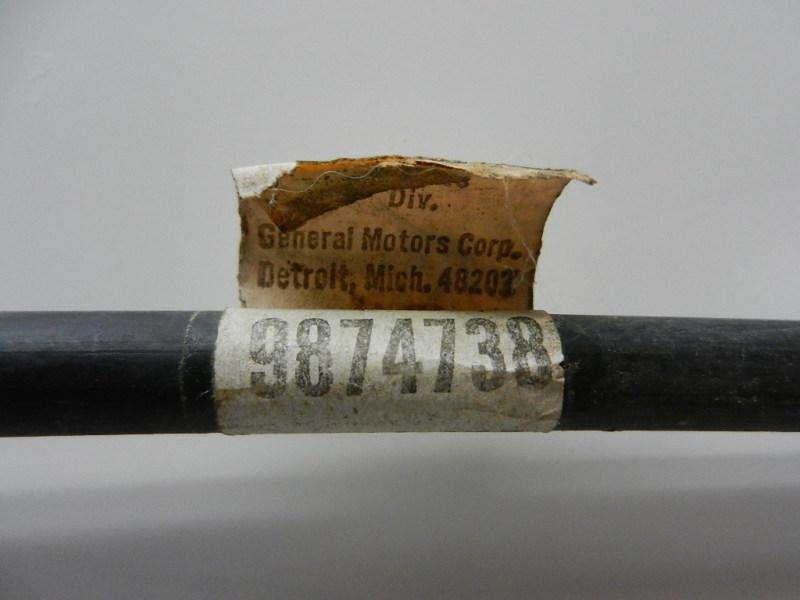 Div.
General Motors Corp.
Detroit, Mich. 48202
9874738